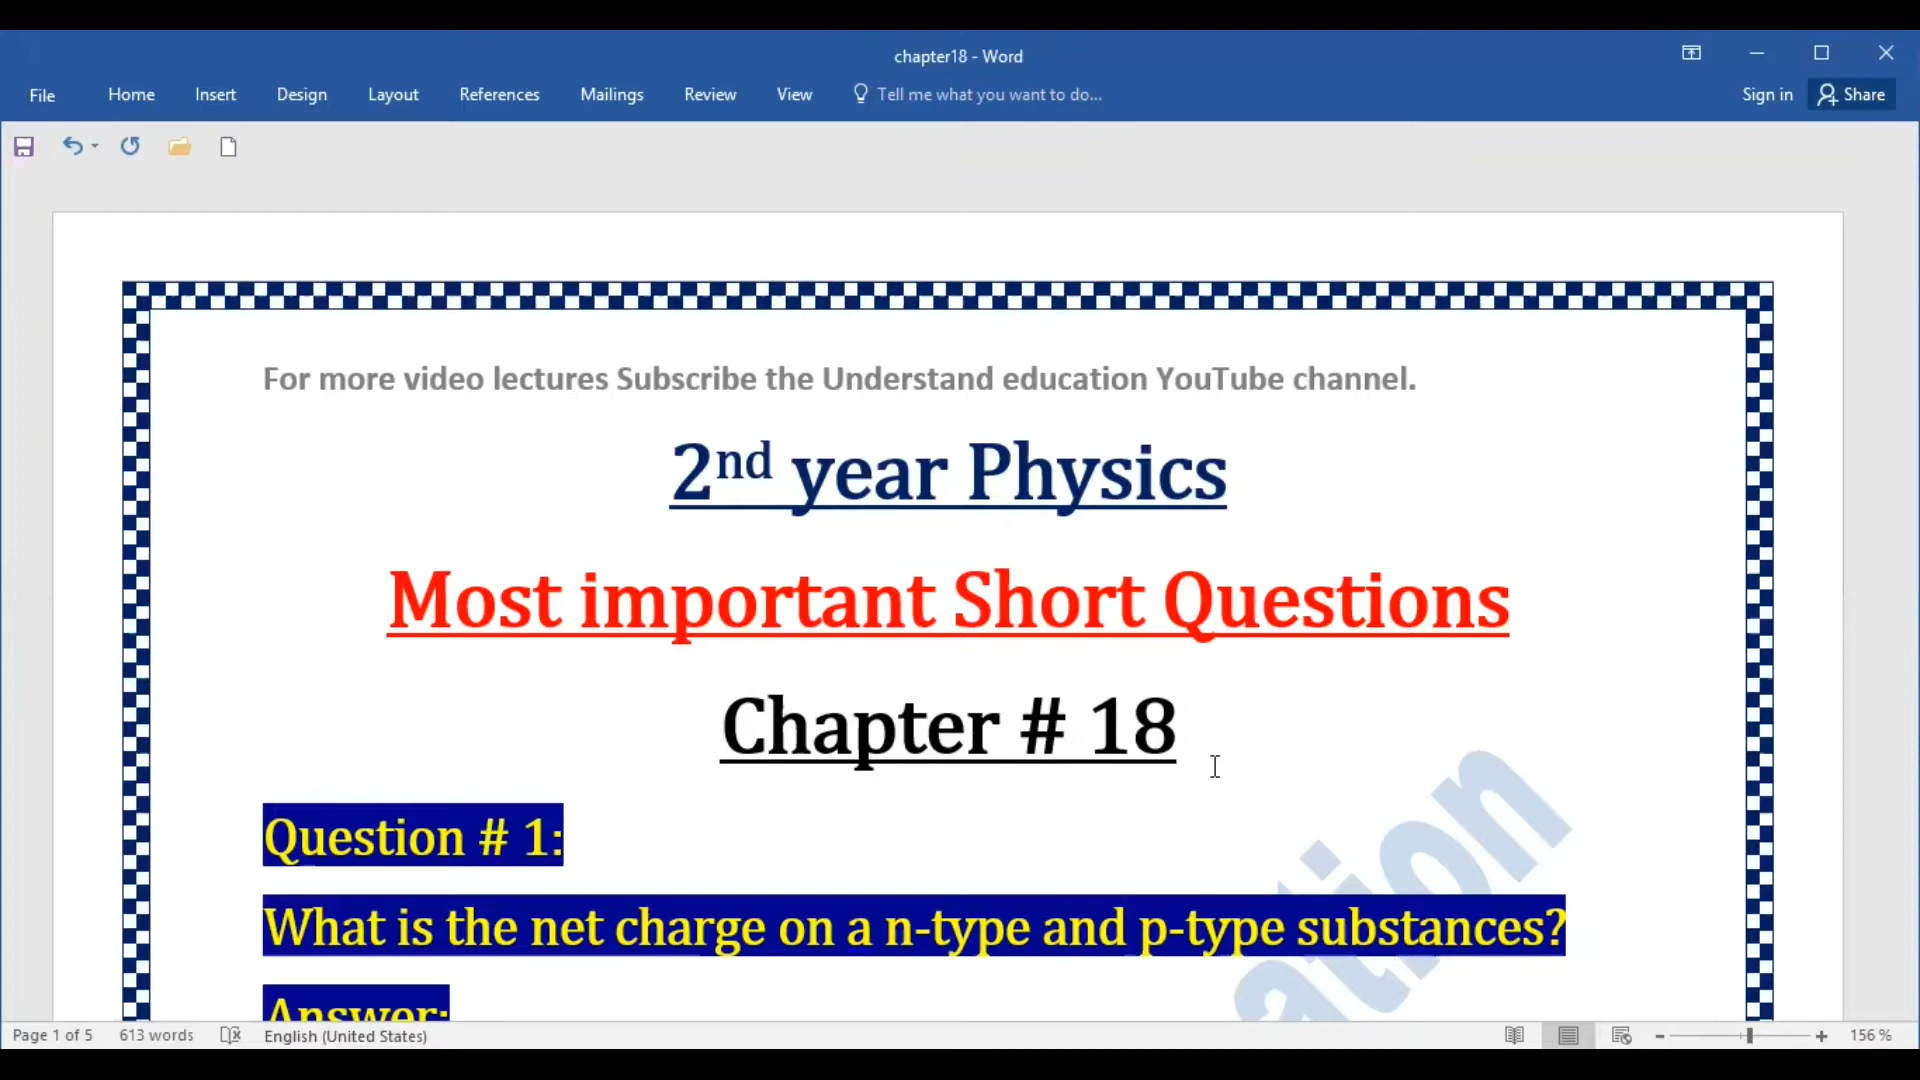 chapter18 - Word
File Home Insert Design Layout References Mailings Review View Tell me what you want to do... Sign in Share
For more video lectures Subscribe the Understand education YouTube channel.
2nd year Physics
Most important Short Questions
Chapter # 18
Question # 1:
What is the net charge on a n-type and p-type substances?
Answer:
ation
Page 1 of 5 613 words English (United States) 156 %